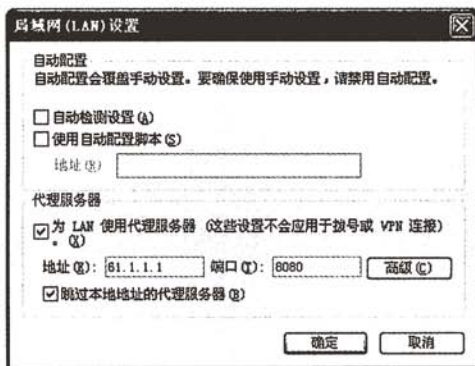 局域网(LAN)设置
自动配置
自动配置会覆盖手动设置。要确保使用手动设置，请禁用自动配置。
自动检测设置(A)
使用自动配置脚本(S)
地址(R)
代理服务器
为 LAN 使用代理服务器（这些设置不会应用于拨号或 VPN 连接）
。(X)
地址(E): 61.1.1.1 端口(T): 8080 高级(C)
跳过本地地址的代理服务器(B)
确定 取消